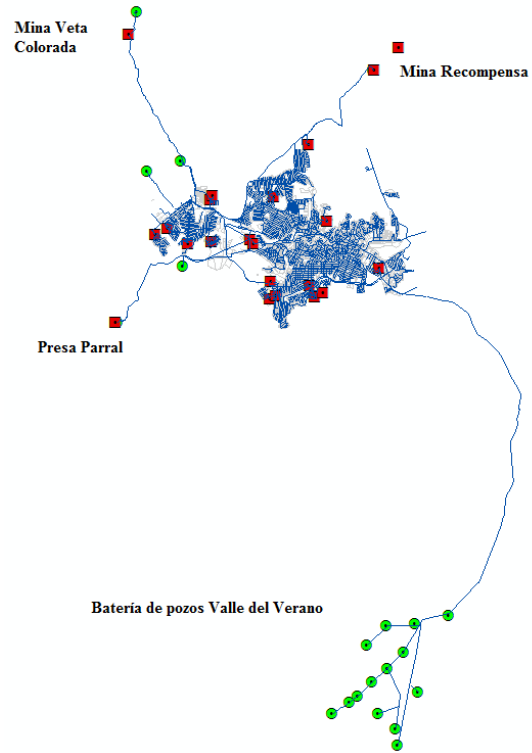 Mina Veta
Colorada
Mina Recompensa
Presa Parral
Batería de pozos Valle del Verano